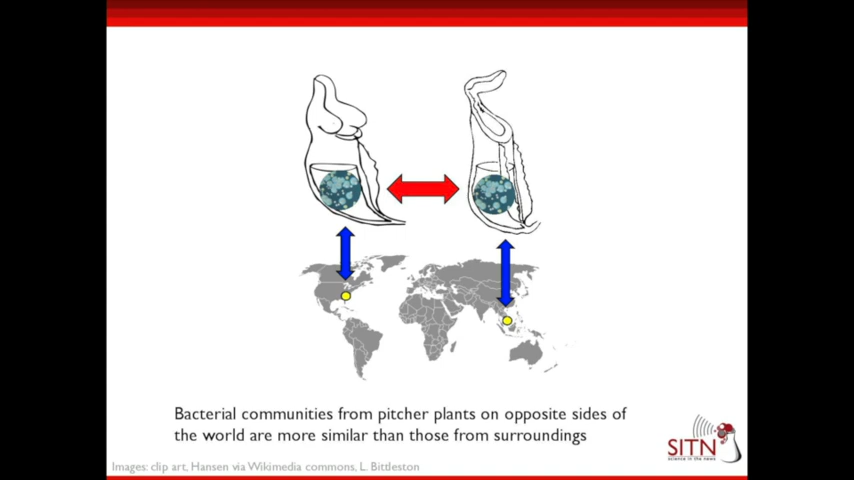 Bacterial communities from pitcher plants on opposite sides of
the world are more similar than those from surroundings
SITN
science in the news
Images: clip art, Hansen via Wikimedia commons, L. Bittleston